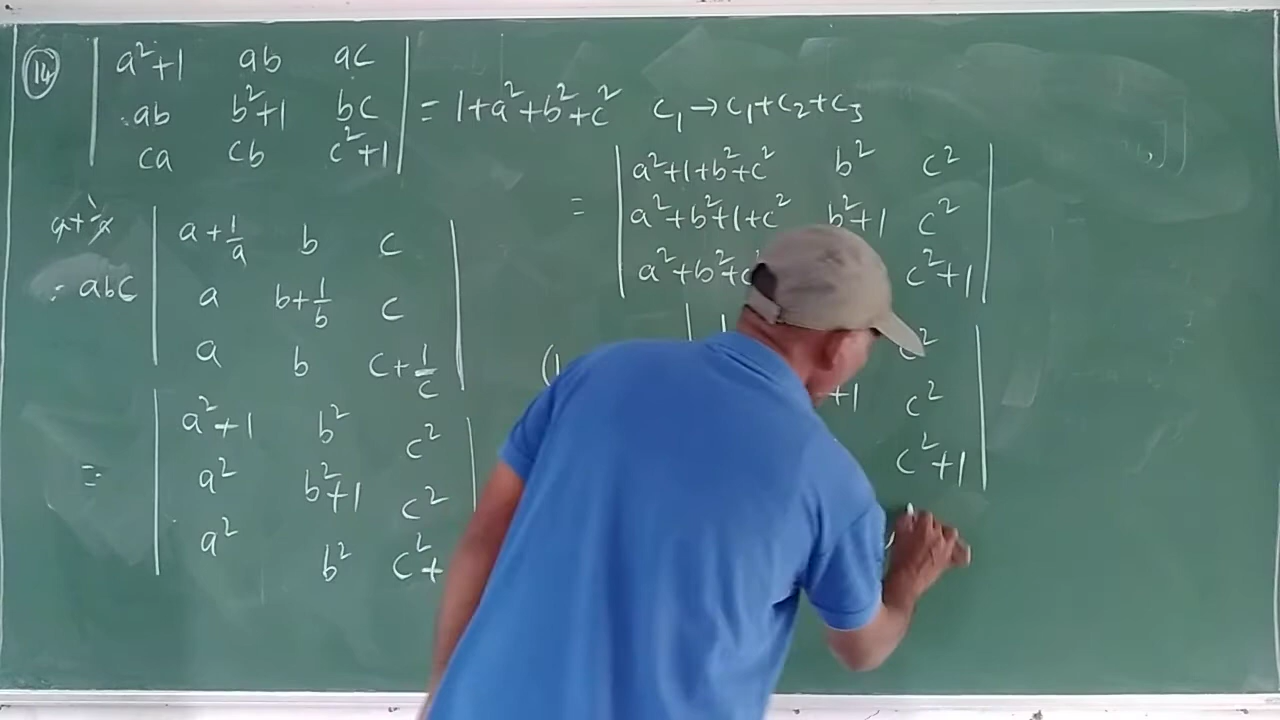 14 | a²+1 ab ac |
| ab b²+1 bc | = 1+a²+b²+c²
| ca cb c²+1 |
a+1/a
= abc | a+1/a b c |
| a b+1/b c |
| a b c+1/c |
= | a²+1 b² c² |
| a² b²+1 c² |
| a² b² c²+
C₁→C₁+C₂+C₃
= | a²+1+b²+c² b² c² |
| a²+b²+1+c² b²+1 c² |
| a²+b²+c² c²+1 |
(1 | c² |
+1 c² |
c²+1 |